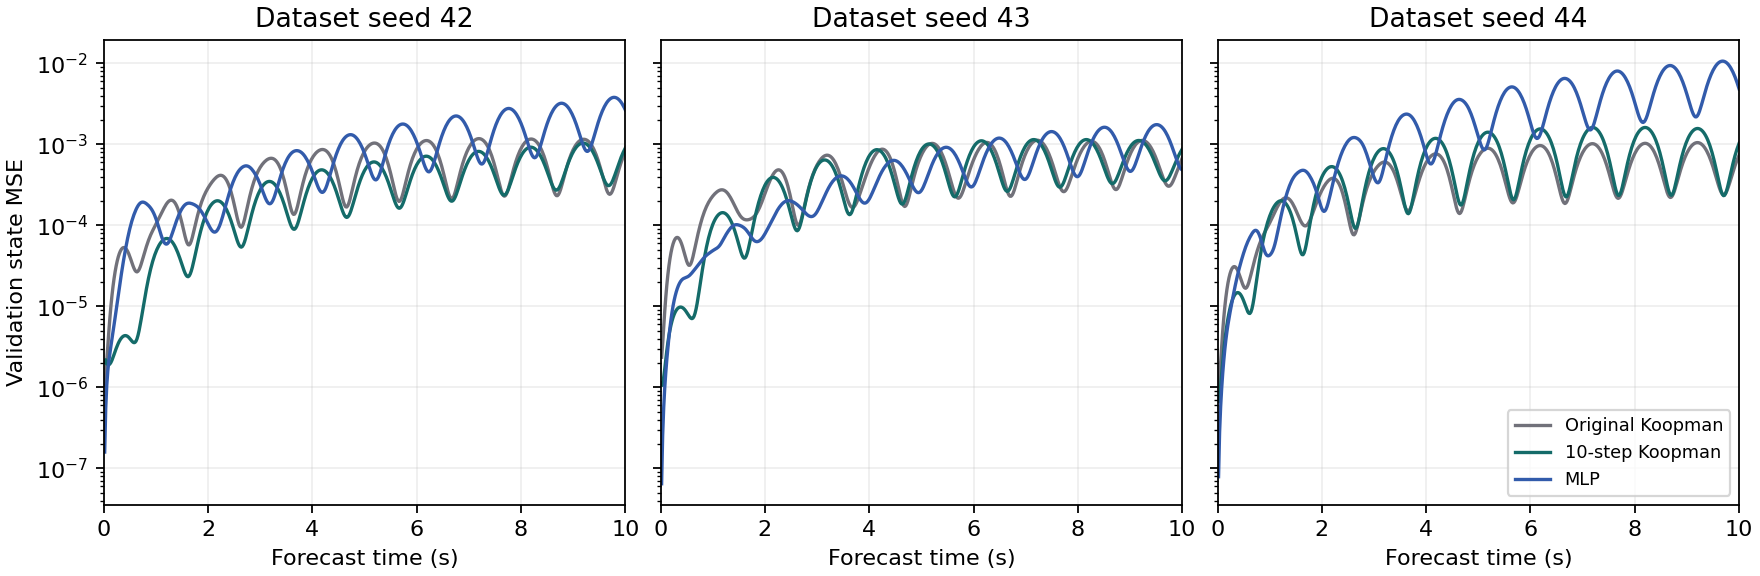 Dataset seed 42
Dataset seed 43
Dataset seed 44
Validation state MSE
10⁻²
10⁻³
10⁻⁴
10⁻⁵
10⁻⁶
10⁻⁷
Original Koopman
10-step Koopman
MLP
0 2 4 6 8 10
0 2 4 6 8 10
0 2 4 6 8 10
Forecast time (s)
Forecast time (s)
Forecast time (s)